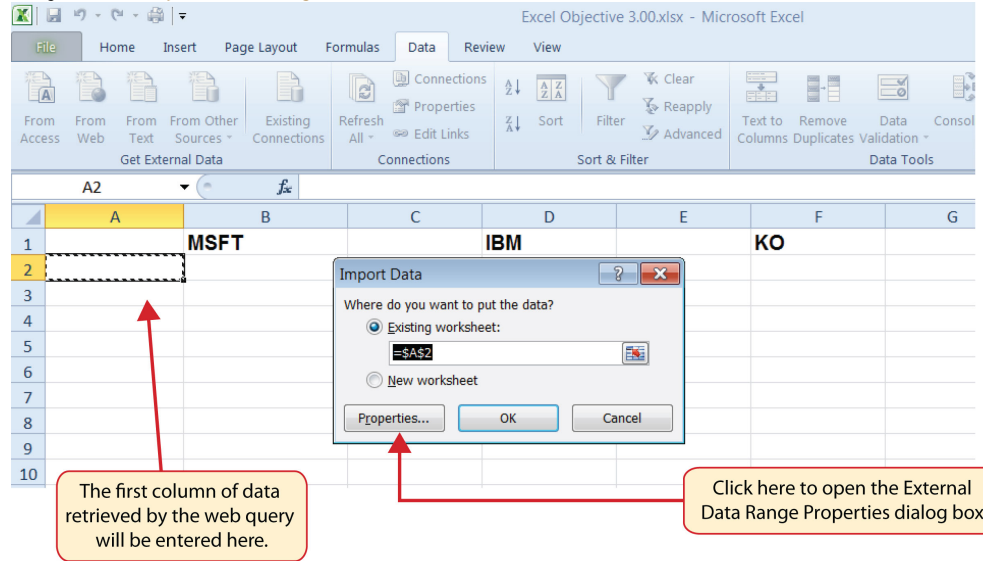 Excel Objective 3.00.xlsx - Microsoft Excel
File Home Insert Page Layout Formulas Data Review View
Connections
Properties
Edit Links
Clear
Reapply
Advanced
From Access
From Web
From Text
From Other Sources
Existing Connections
Refresh All
Sort
Filter
Text to Columns
Remove Duplicates
Data Validation
Consol
Get External Data
Connections
Sort & Filter
Data Tools
A2 fx
A B C D E F G
1 MSFT IBM KO
2
3
4
5
6
7
8
9
10
Import Data
Where do you want to put the data?
Existing worksheet:
=$A$2
New worksheet
Properties... OK Cancel
The first column of data
retrieved by the web query
will be entered here.
Click here to open the External
Data Range Properties dialog box